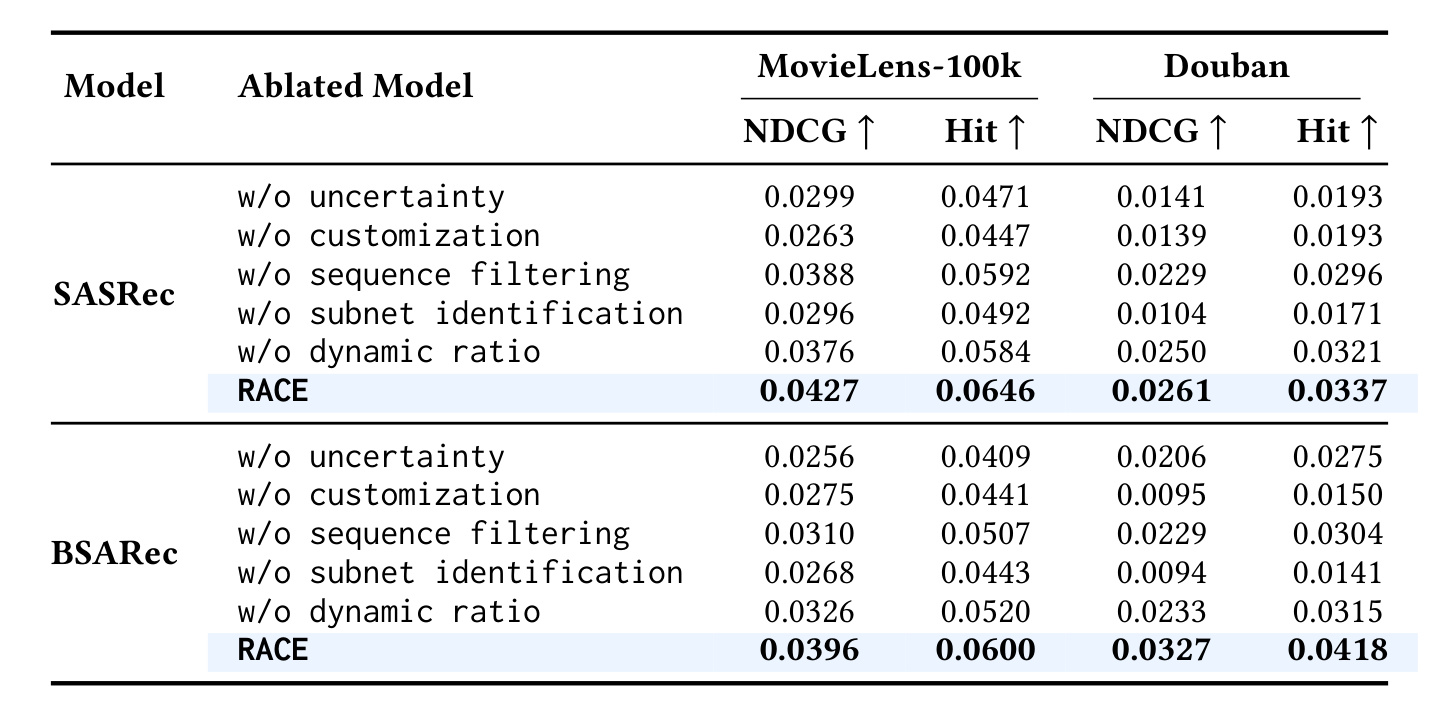 Model Ablated Model MovieLens-100k Douban
NDCG ↑ Hit ↑ NDCG ↑ Hit ↑
SASRec
w/o uncertainty 0.0299 0.0471 0.0141 0.0193
w/o customization 0.0263 0.0447 0.0139 0.0193
w/o sequence filtering 0.0388 0.0592 0.0229 0.0296
w/o subnet identification 0.0296 0.0492 0.0104 0.0171
w/o dynamic ratio 0.0376 0.0584 0.0250 0.0321
RACE 0.0427 0.0646 0.0261 0.0337
BSARec
w/o uncertainty 0.0256 0.0409 0.0206 0.0275
w/o customization 0.0275 0.0441 0.0095 0.0150
w/o sequence filtering 0.0310 0.0507 0.0229 0.0304
w/o subnet identification 0.0268 0.0443 0.0094 0.0141
w/o dynamic ratio 0.0326 0.0520 0.0233 0.0315
RACE 0.0396 0.0600 0.0327 0.0418